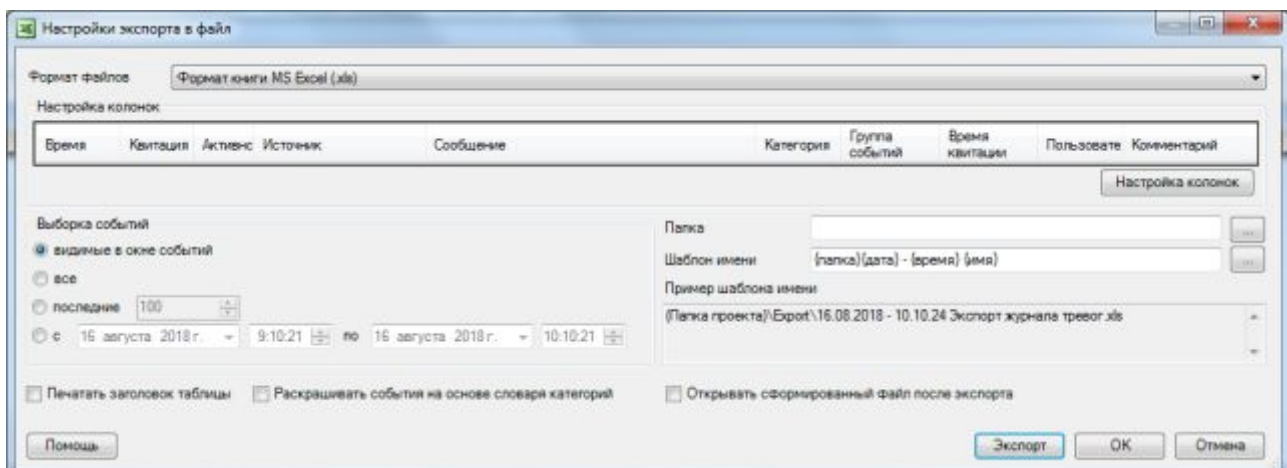 Настройки экспорта в файл
Формат файлов Формат книги MS Excel (.xls)
Настройка колонок
Время Квитация Активнс Источник Сообщение Категория Группа событий Время квитации Пользовате Комментарий
Настройка колонок
Выборка событий
видимые в окне событий
все
последние 100
с 16 августа 2018 г. 9:10:21 по 16 августа 2018 г. 10:10:21
Папка ...
Шаблон имени {папка}{дата} - {время} {имя} ...
Пример шаблона имени
{Папка проекта}\Export\16.08.2018 - 10.10.24 Экспорт журнала тревог.xls
Печатать заголовок таблицы Раскрашивать события на основе словаря категорий Открывать сформированный файл после экспорта
Помощь Экспорт OK Отмена